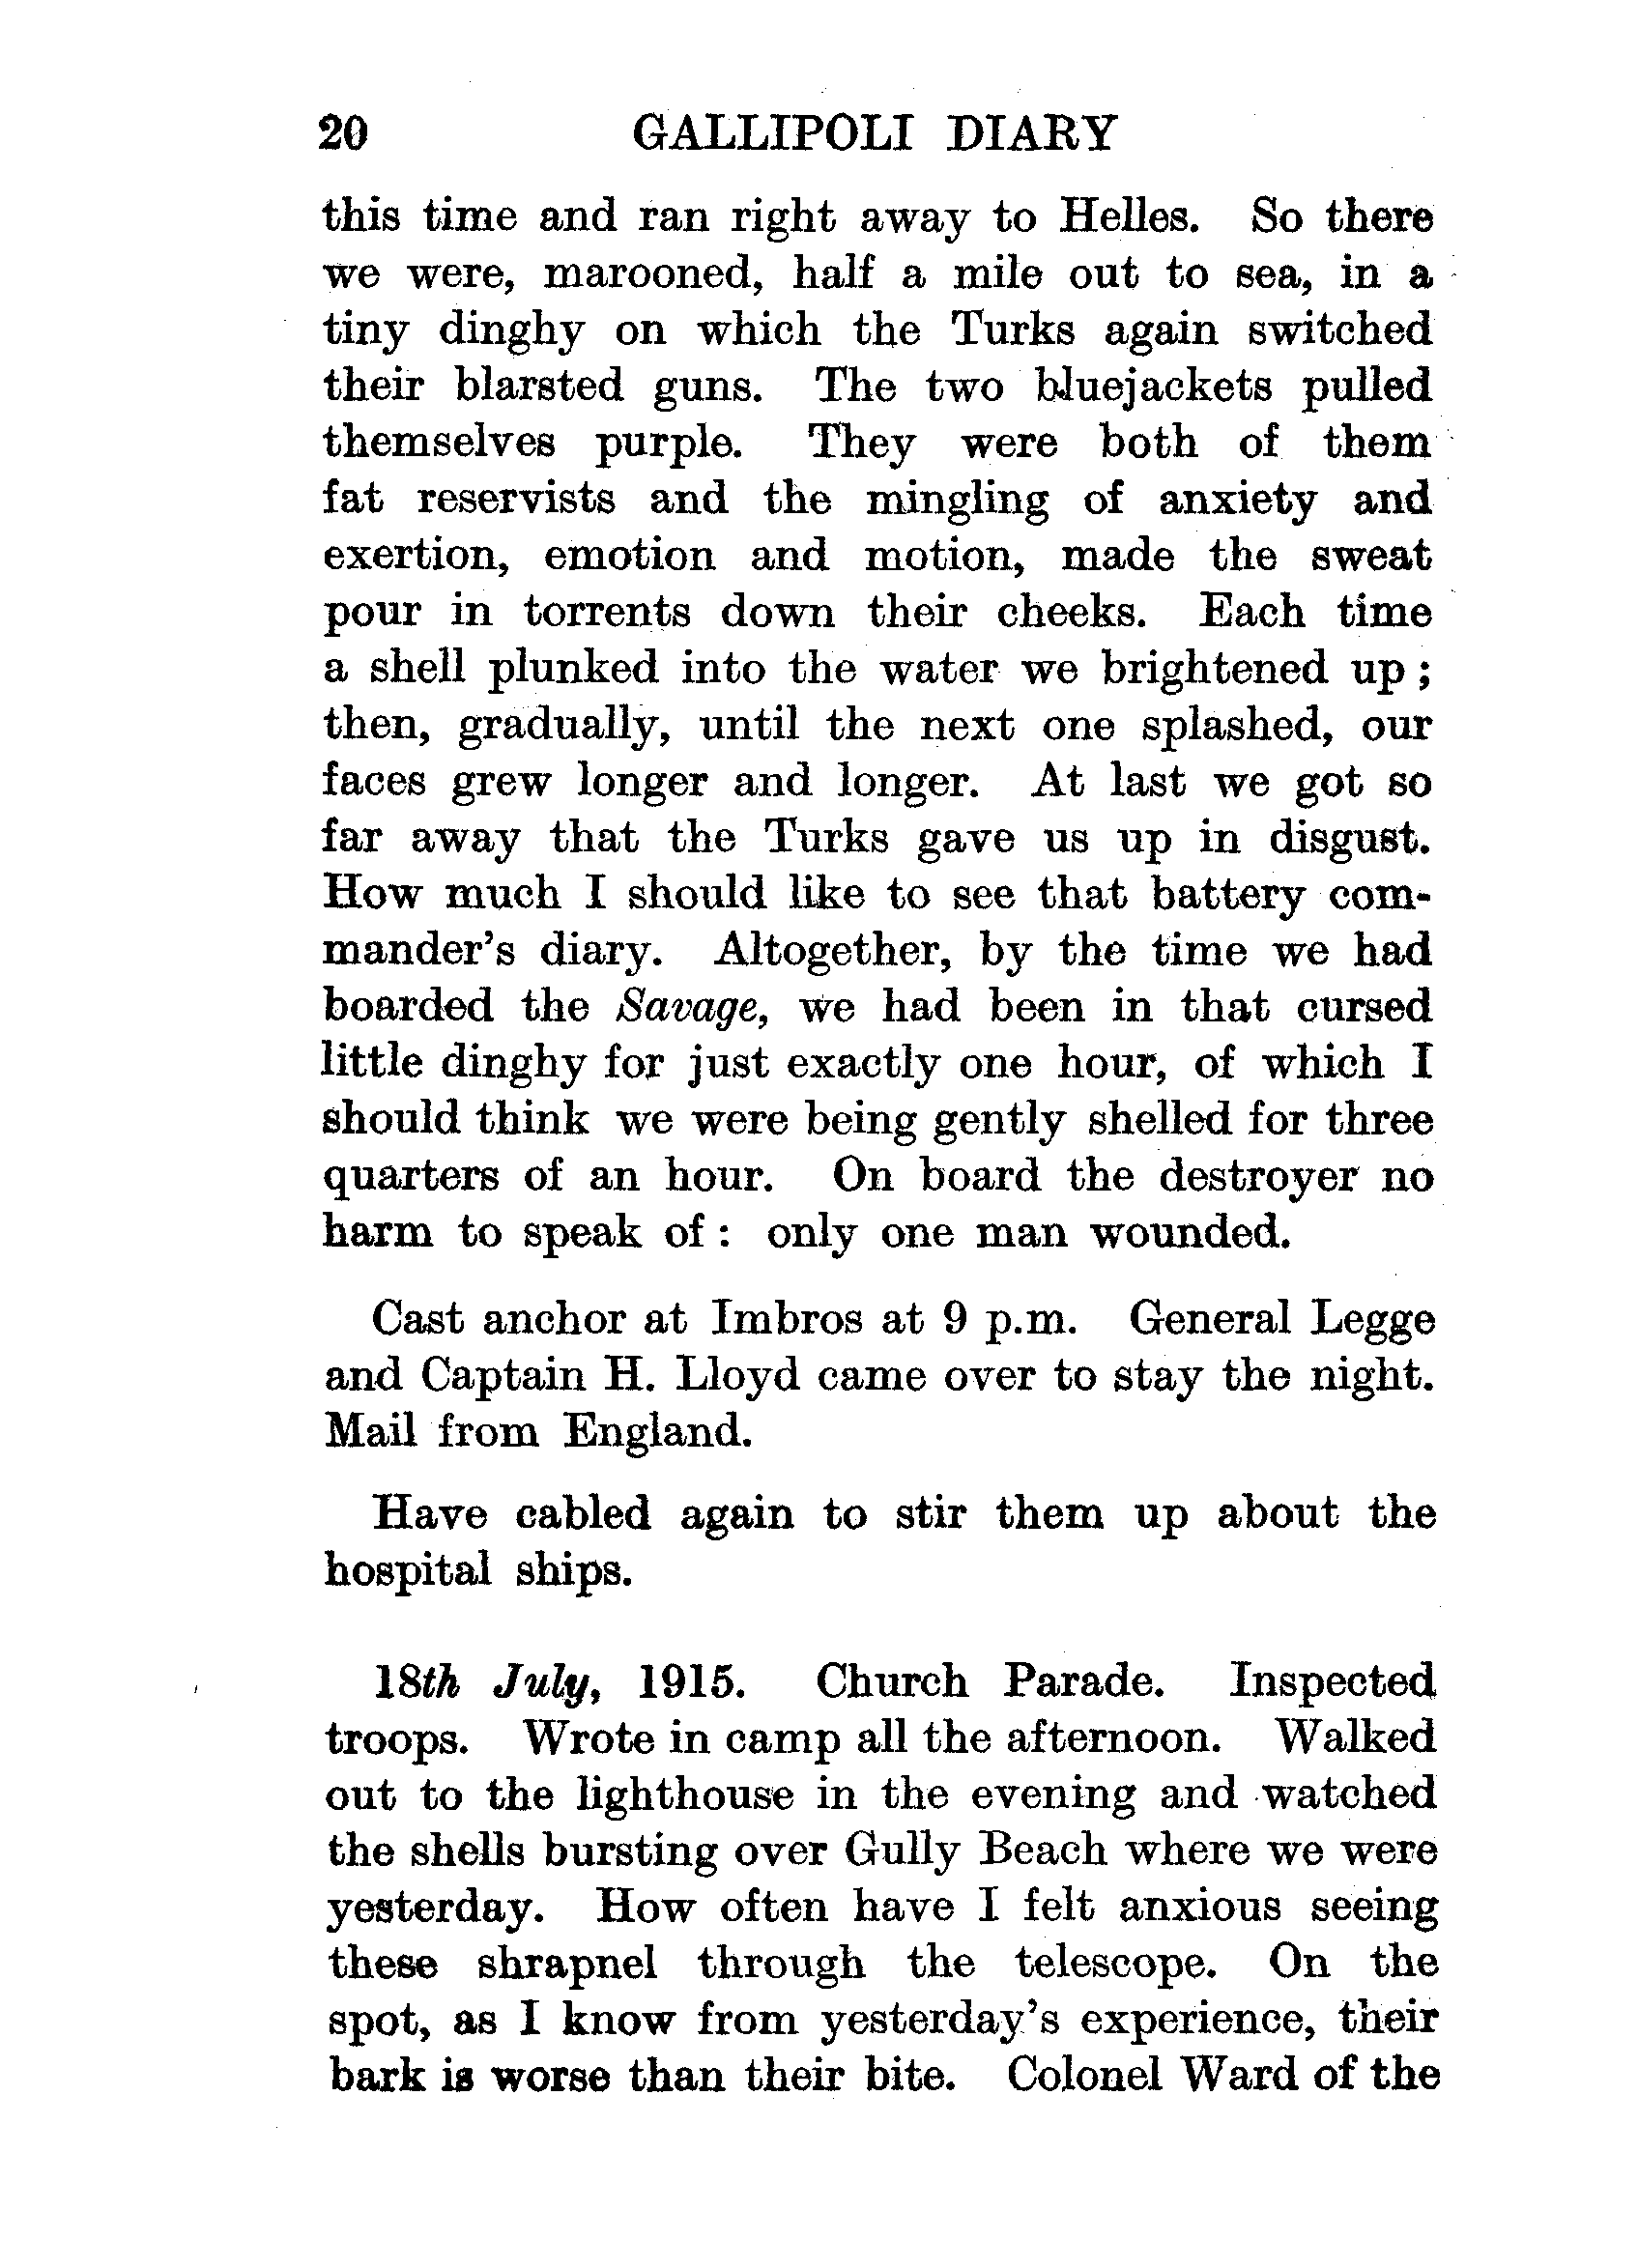 20 GALLIPOLI DIARY
this time and ran right away to Helles. So there
we were, marooned, half a mile out to sea, in a
tiny dinghy on which the Turks again switched
their blarsted guns. The two bluejackets pulled
themselves purple. They were both of them
fat reservists and the mingling of anxiety and
exertion, emotion and motion, made the sweat
pour in torrents down their cheeks. Each time
a shell plunked into the water we brightened up ;
then, gradually, until the next one splashed, our
faces grew longer and longer. At last we got so
far away that the Turks gave us up in disgust.
How much I should like to see that battery com-
mander's diary. Altogether, by the time we had
boarded the Savage, we had been in that cursed
little dinghy for just exactly one hour, of which I
should think we were being gently shelled for three
quarters of an hour. On board the destroyer no
harm to speak of : only one man wounded.
Cast anchor at Imbros at 9 p.m. General Legge
and Captain H. Lloyd came over to stay the night.
Mail from England.
Have cabled again to stir them up about the
hospital ships.
18th July, 1915. Church Parade. Inspected
troops. Wrote in camp all the afternoon. Walked
out to the lighthouse in the evening and watched
the shells bursting over Gully Beach where we were
yesterday. How often have I felt anxious seeing
these shrapnel through the telescope. On the
spot, as I know from yesterday's experience, their
bark is worse than their bite. Colonel Ward of the